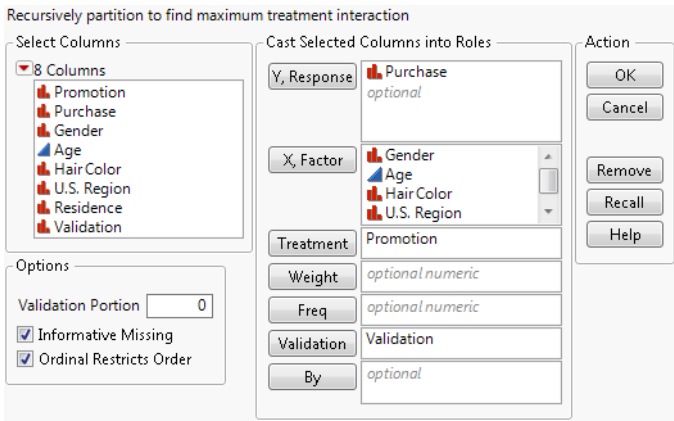 Recursively partition to find maximum treatment interaction
Select Columns
8 Columns
Promotion
Purchase
Gender
Age
Hair Color
U.S. Region
Residence
Validation
Options
Validation Portion 0
Informative Missing
Ordinal Restricts Order
Cast Selected Columns into Roles
Y, Response Purchase
optional
X, Factor Gender
Age
Hair Color
U.S. Region
Treatment Promotion
Weight optional numeric
Freq optional numeric
Validation Validation
By optional
Action
OK
Cancel
Remove
Recall
Help